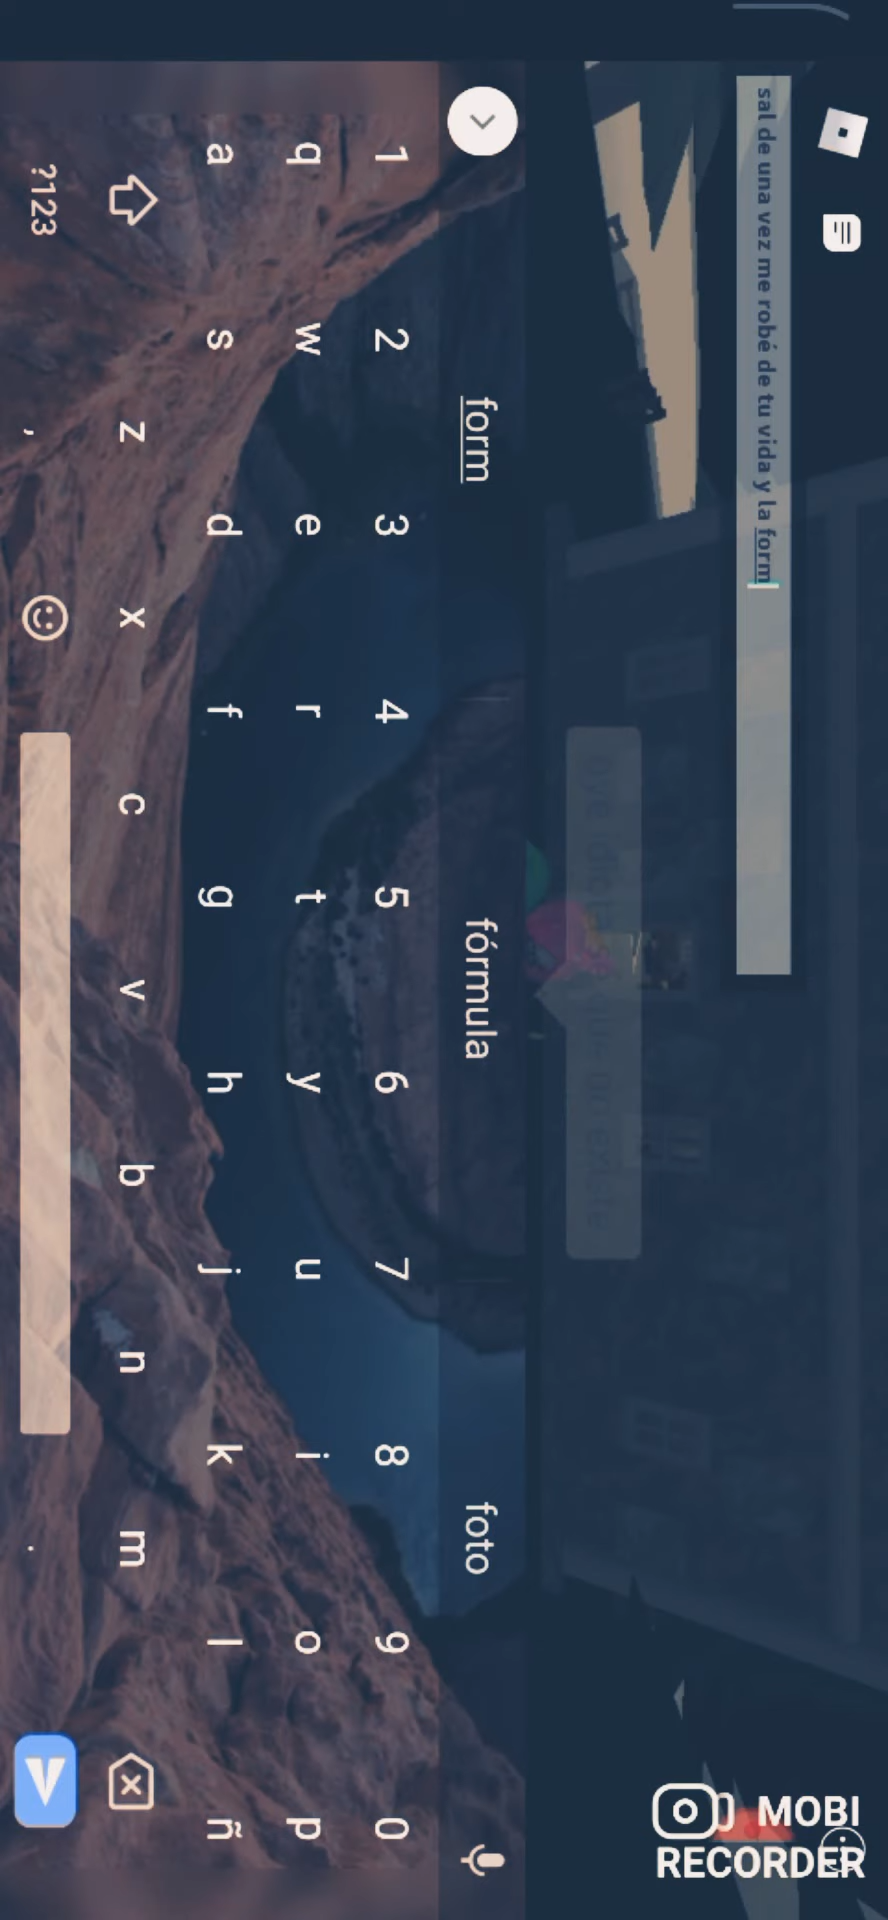 sal de una vez me robé de tu vida y la form
form fórmula foto
1 2 3 4 5 6 7 8 9 0
q w e r t y u i o p
a s d f g h j k l ñ
z x c v b n m
?123 , .
MOBI
RECORDER